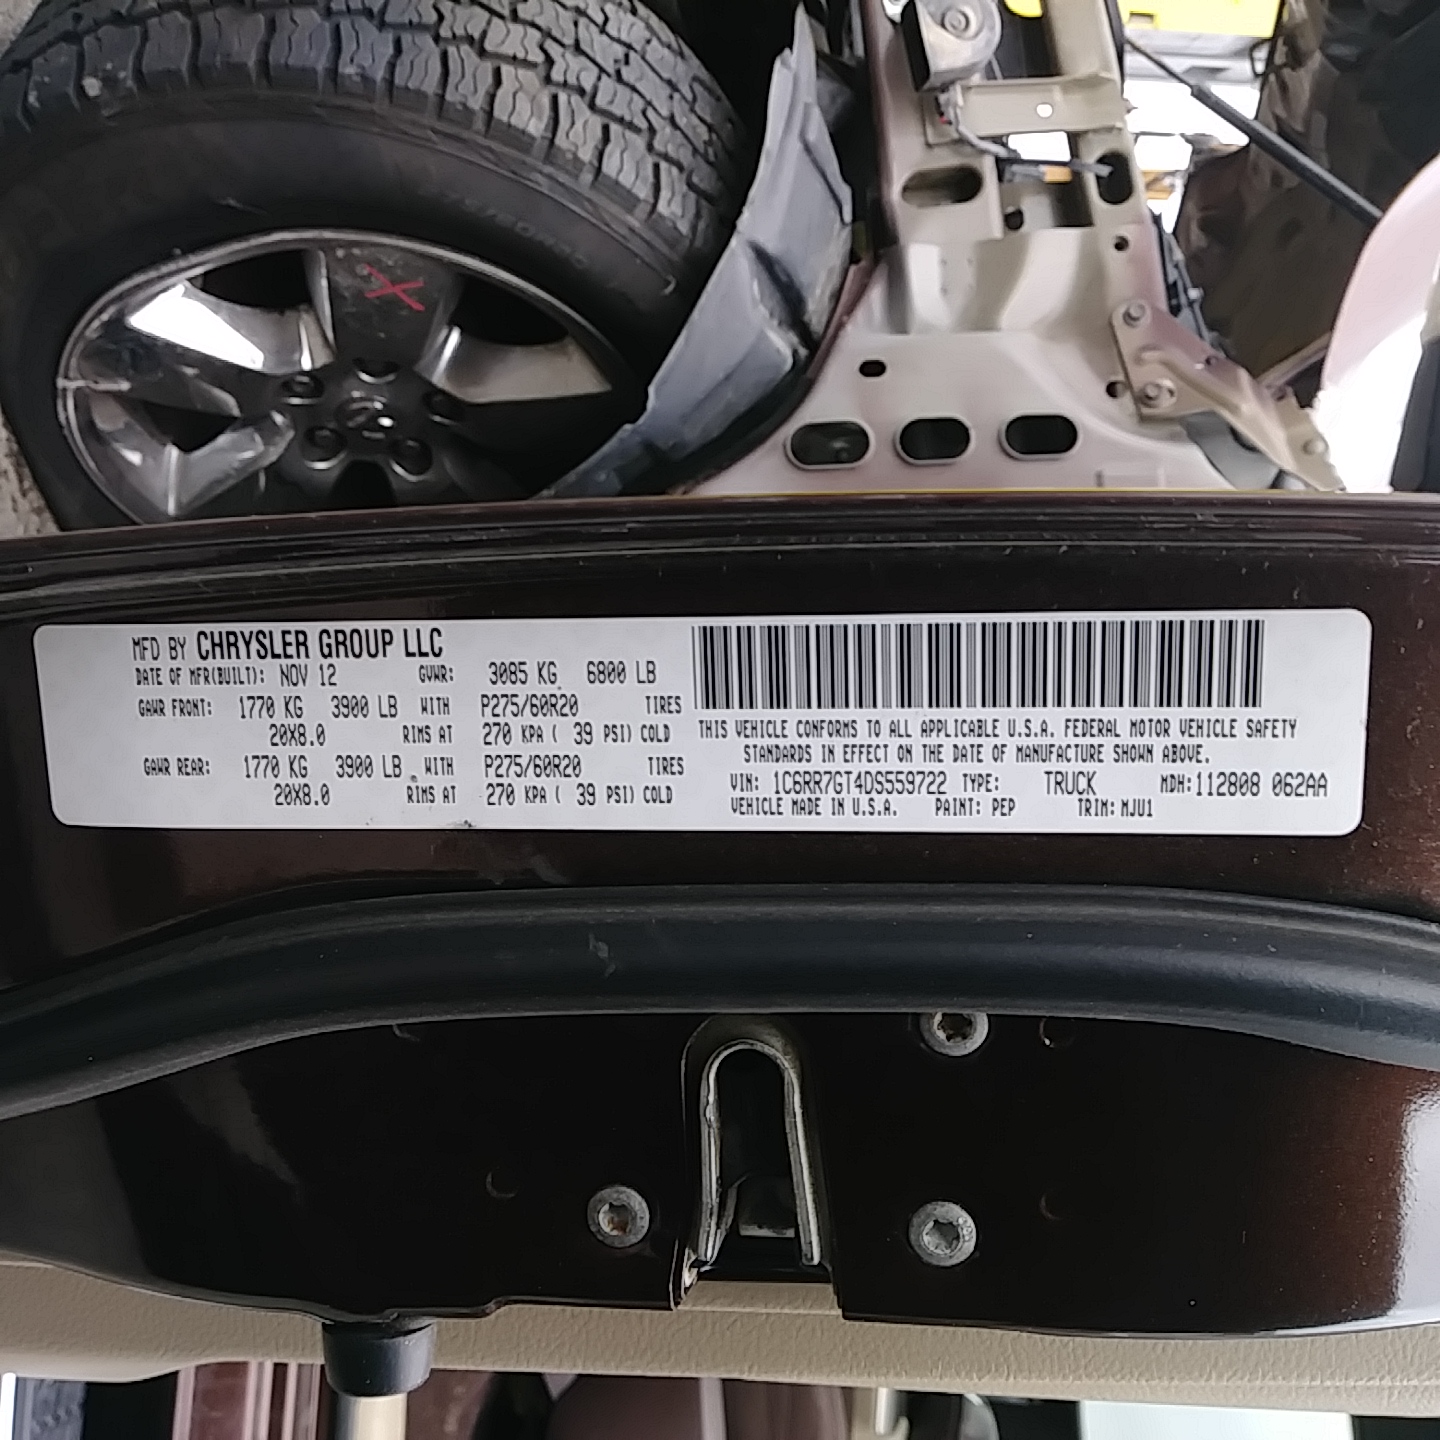 MFD BY CHRYSLER GROUP LLC
DATE OF MFR(BUILT): NOV 12 GVWR: 3085 KG 6800 LB
GAWR FRONT: 1770 KG 3900 LB WITH P275/60R20 TIRES
20X8.0 RIMS AT 270 KPA ( 39 PSI) COLD
GAWR REAR: 1770 KG 3900 LB WITH P275/60R20 TIRES
20X8.0 RIMS AT 270 KPA ( 39 PSI) COLD
THIS VEHICLE CONFORMS TO ALL APPLICABLE U.S.A. FEDERAL MOTOR VEHICLE SAFETY
STANDARDS IN EFFECT ON THE DATE OF MANUFACTURE SHOWN ABOVE.
VIN: 1C6RR7GT4DS559722 TYPE: TRUCK MDH: 112808 062AA
VEHICLE MADE IN U.S.A. PAINT: PEP TRIM: MJU1
X